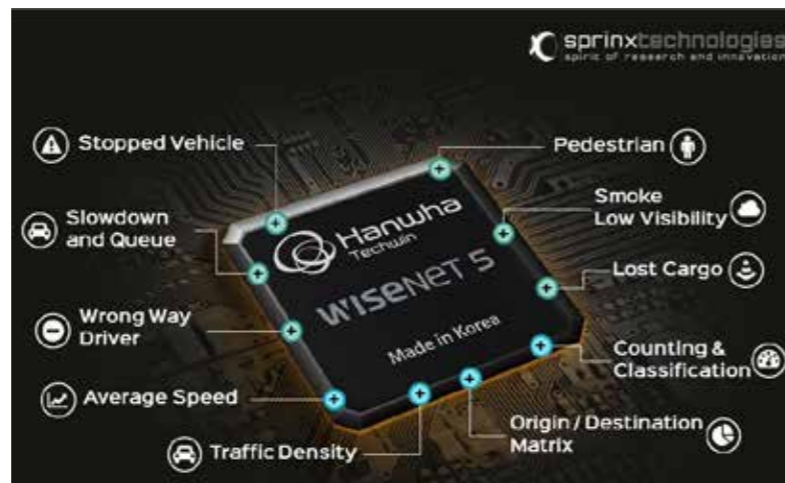 sprinxtechnologies
spirit of research and innovation
Stopped Vehicle
Pedestrian
Smoke
Low Visibility
Slowdown
and Queue
Hanwha
Techwin
WISENET 5
Made in Korea
Lost Cargo
Wrong Way
Driver
Counting &
Classification
Average Speed
Origin / Destination
Matrix
Traffic Density